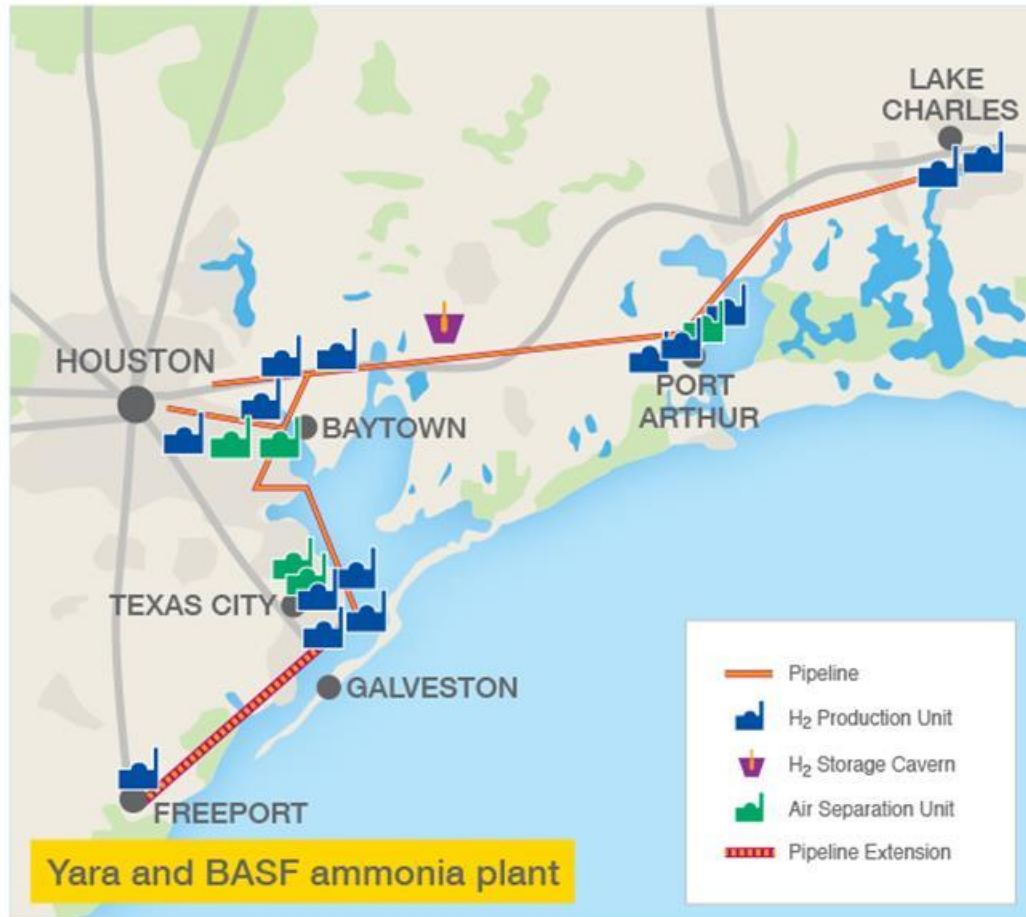 LAKE
CHARLES
HOUSTON
BAYTOWN
PORT
ARTHUR
TEXAS CITY
GALVESTON
FREEPORT
Yara and BASF ammonia plant
Pipeline
H₂ Production Unit
H₂ Storage Cavern
Air Separation Unit
Pipeline Extension